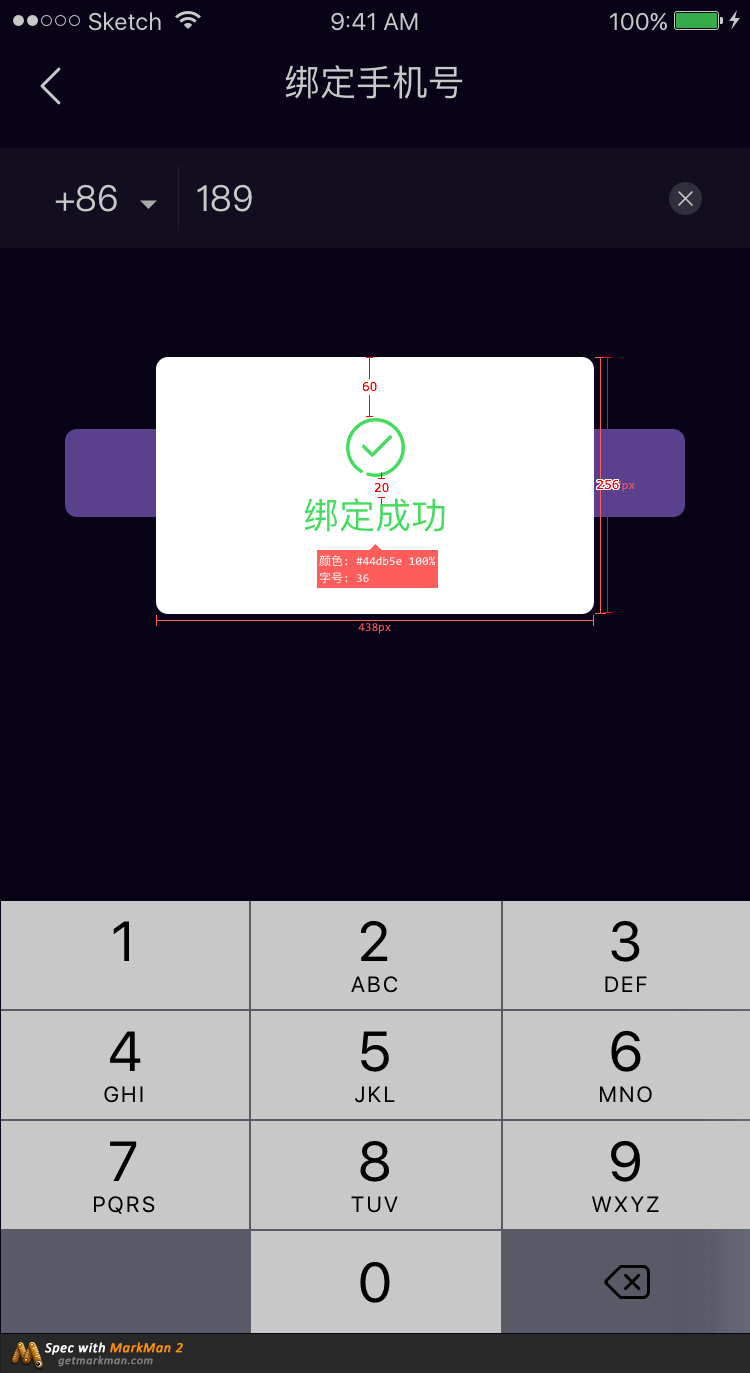 Sketch 9:41 AM 100%
绑定手机号
+86 189
60
20
绑定成功
256px
颜色: #44db5e 100%
字号: 36
438px
1 2 3
ABC DEF
4 5 6
GHI JKL MNO
7 8 9
PQRS TUV WXYZ
0
Spec with MarkMan 2
getmarkman.com